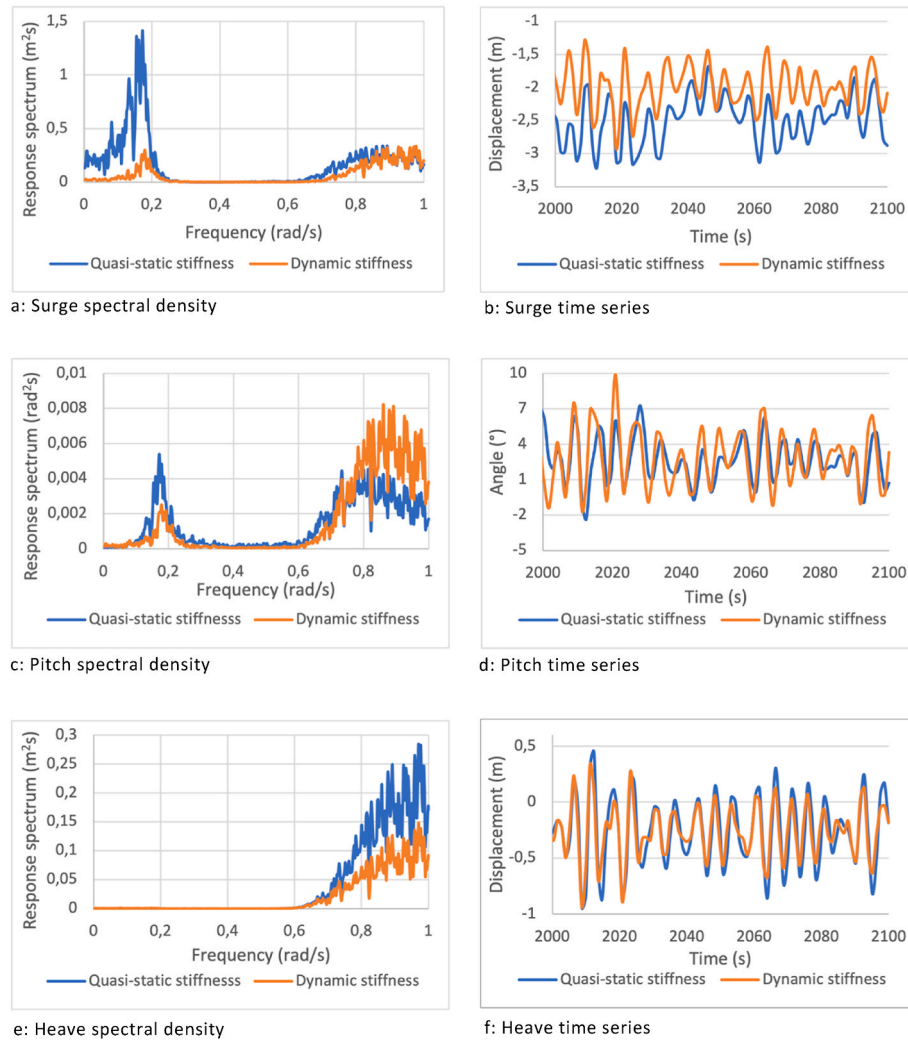 Response spectrum (m²s)
1,5
1
0,5
0
0 0,2 0,4 0,6 0,8 1
Frequency (rad/s)
Quasi-static stiffness Dynamic stiffness
a: Surge spectral density
Displacement (m)
-1
-1,5
-2
-2,5
-3
-3,5
2000 2020 2040 2060 2080 2100
Time (s)
Quasi-static stiffness Dynamic stiffness
b: Surge time series
Response spectrum (rad²s)
0,01
0,008
0,006
0,004
0,002
0
0 0,2 0,4 0,6 0,8 1
Frequency (rad/s)
Quasi-static stiffnesss Dynamic stiffness
c: Pitch spectral density
Angle (°)
10
7
4
1
-2
-5
2000 2020 2040 2060 2080 2100
Time (s)
Quasi-static stiffness Dynamic stiffness
d: Pitch time series
Response spectrum (m²s)
0,3
0,25
0,2
0,15
0,1
0,05
0
0 0,2 0,4 0,6 0,8 1
Frequency (rad/s)
Quasi-static stiffnesss Dynamic stiffness
e: Heave spectral density
Displacement (m)
0,5
0
-0,5
-1
2000 2020 2040 2060 2080 2100
Time (s)
Quasi-static stiffness Dynamic stiffness
f: Heave time series